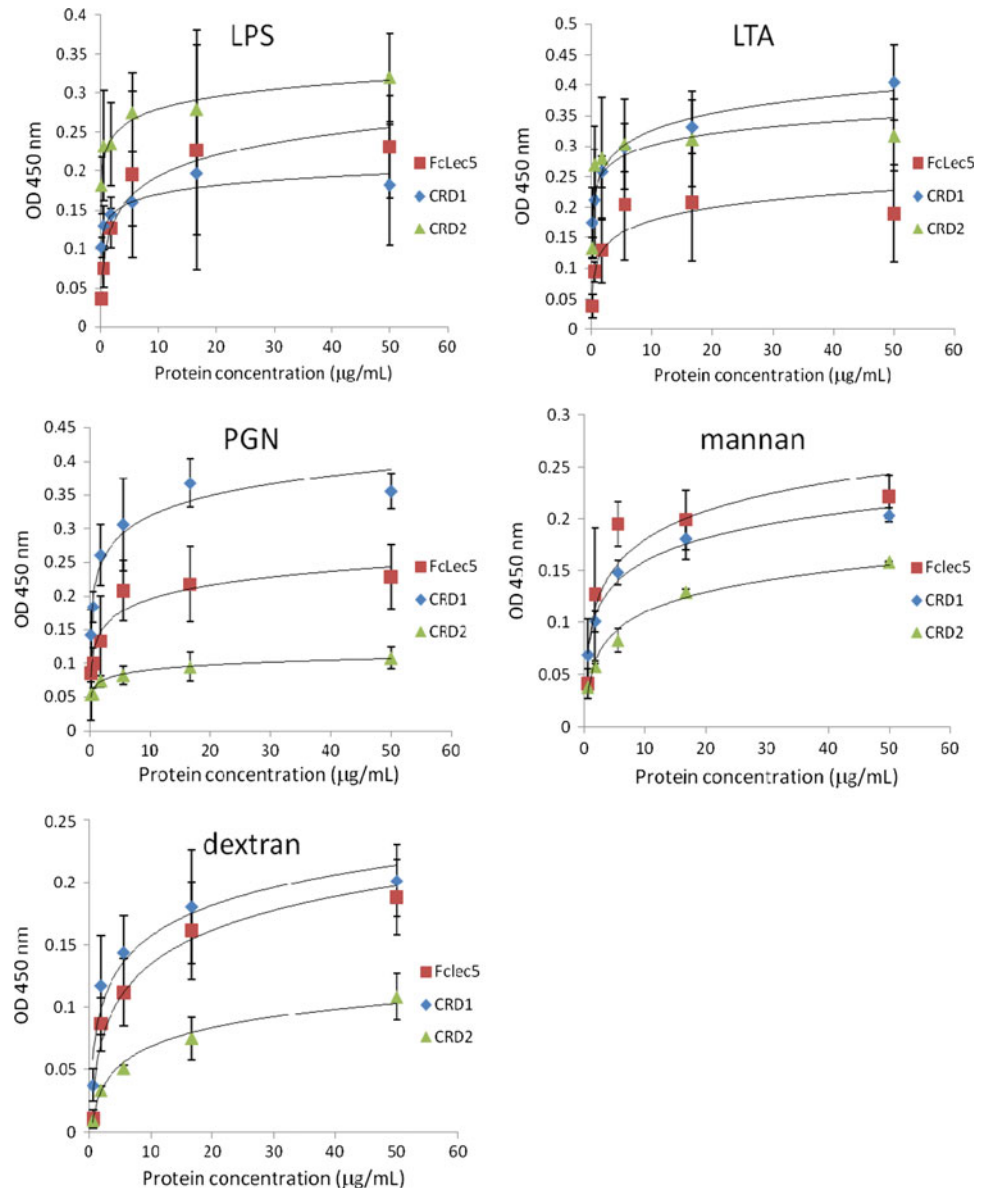 LPS
0.4
0.35
0.3
0.25
0.2
0.15
0.1
0.05
0
OD 450 nm
0 10 20 30 40 50 60
Protein concentration (μg/mL)
FcLec5
CRD1
CRD2
LTA
0.5
0.45
0.4
0.35
0.3
0.25
0.2
0.15
0.1
0.05
0
OD 450 nm
0 10 20 30 40 50 60
Protein concentration (μg/mL)
FcLec5
CRD1
CRD2
PGN
0.45
0.4
0.35
0.3
0.25
0.2
0.15
0.1
0.05
0
OD 450 nm
0 10 20 30 40 50 60
Protein concentration (μg/mL)
FcLec5
CRD1
CRD2
mannan
0.3
0.25
0.2
0.15
0.1
0.05
0
OD 450 nm
0 10 20 30 40 50 60
Protein concentration (μg/mL)
Fclec5
CRD1
CRD2
dextran
0.25
0.2
0.15
0.1
0.05
0
OD 450 nm
0 10 20 30 40 50 60
Protein concentration (μg/mL)
Fclec5
CRD1
CRD2